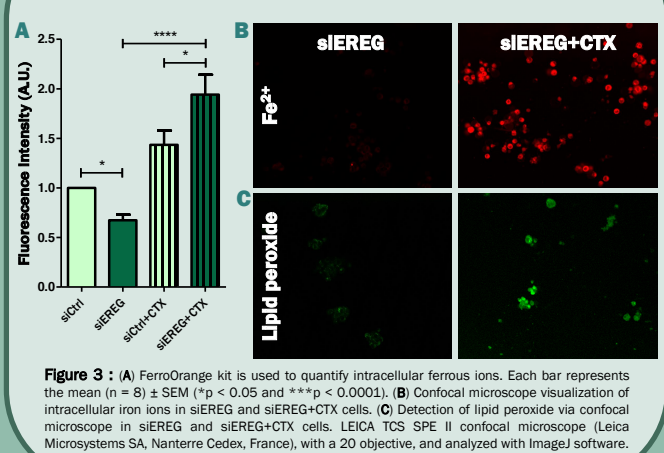 A
Fluorescence Intensity (A.U.)
2.5
2.0
1.5
1.0
0.5
0.0
****
*
*
siCtrl
siEREG
siCtrl+CTX
siEREG+CTX
B
siEREG
siEREG+CTX
Fe2+
C
Lipid peroxide
Figure 3 : (A) FerroOrange kit is used to quantify intracellular ferrous ions. Each bar represents
the mean (n = 8) ± SEM (*p < 0.05 and ***p < 0.0001). (B) Confocal microscope visualization of
intracellular iron ions in siEREG and siEREG+CTX cells. (C) Detection of lipid peroxide via confocal
microscope in siEREG and siEREG+CTX cells. LEICA TCS SPE II confocal microscope (Leica
Microsystems SA, Nanterre Cedex, France), with a 20 objective, and analyzed with ImageJ software.